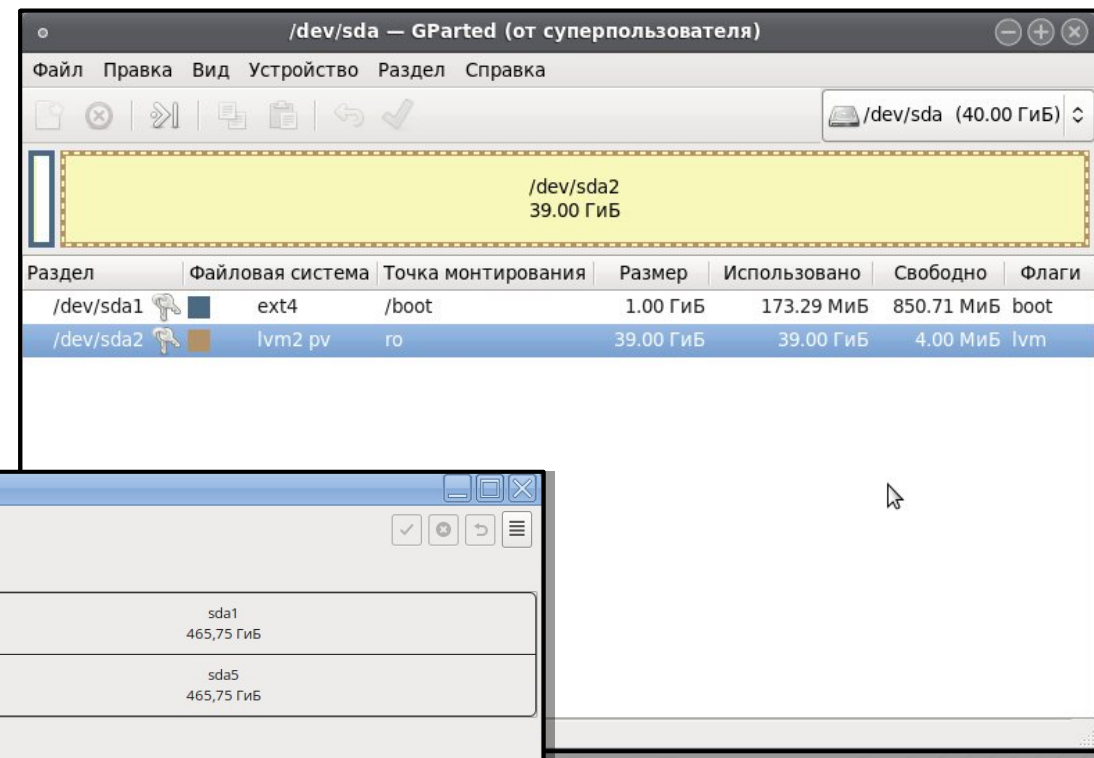 /dev/sda — GParted (от суперпользователя)
Файл Правка Вид Устройство Раздел Справка
/dev/sda (40.00 ГиБ)
/dev/sda2
39.00 ГиБ
Раздел Файловая система Точка монтирования Размер Использовано Свободно Флаги
/dev/sda1 ext4 /boot 1.00 ГиБ 173.29 МиБ 850.71 МиБ boot
/dev/sda2 lvm2 pv ro 39.00 ГиБ 39.00 ГиБ 4.00 МиБ lvm
sda1
465,75 ГиБ
sda5
465,75 ГиБ